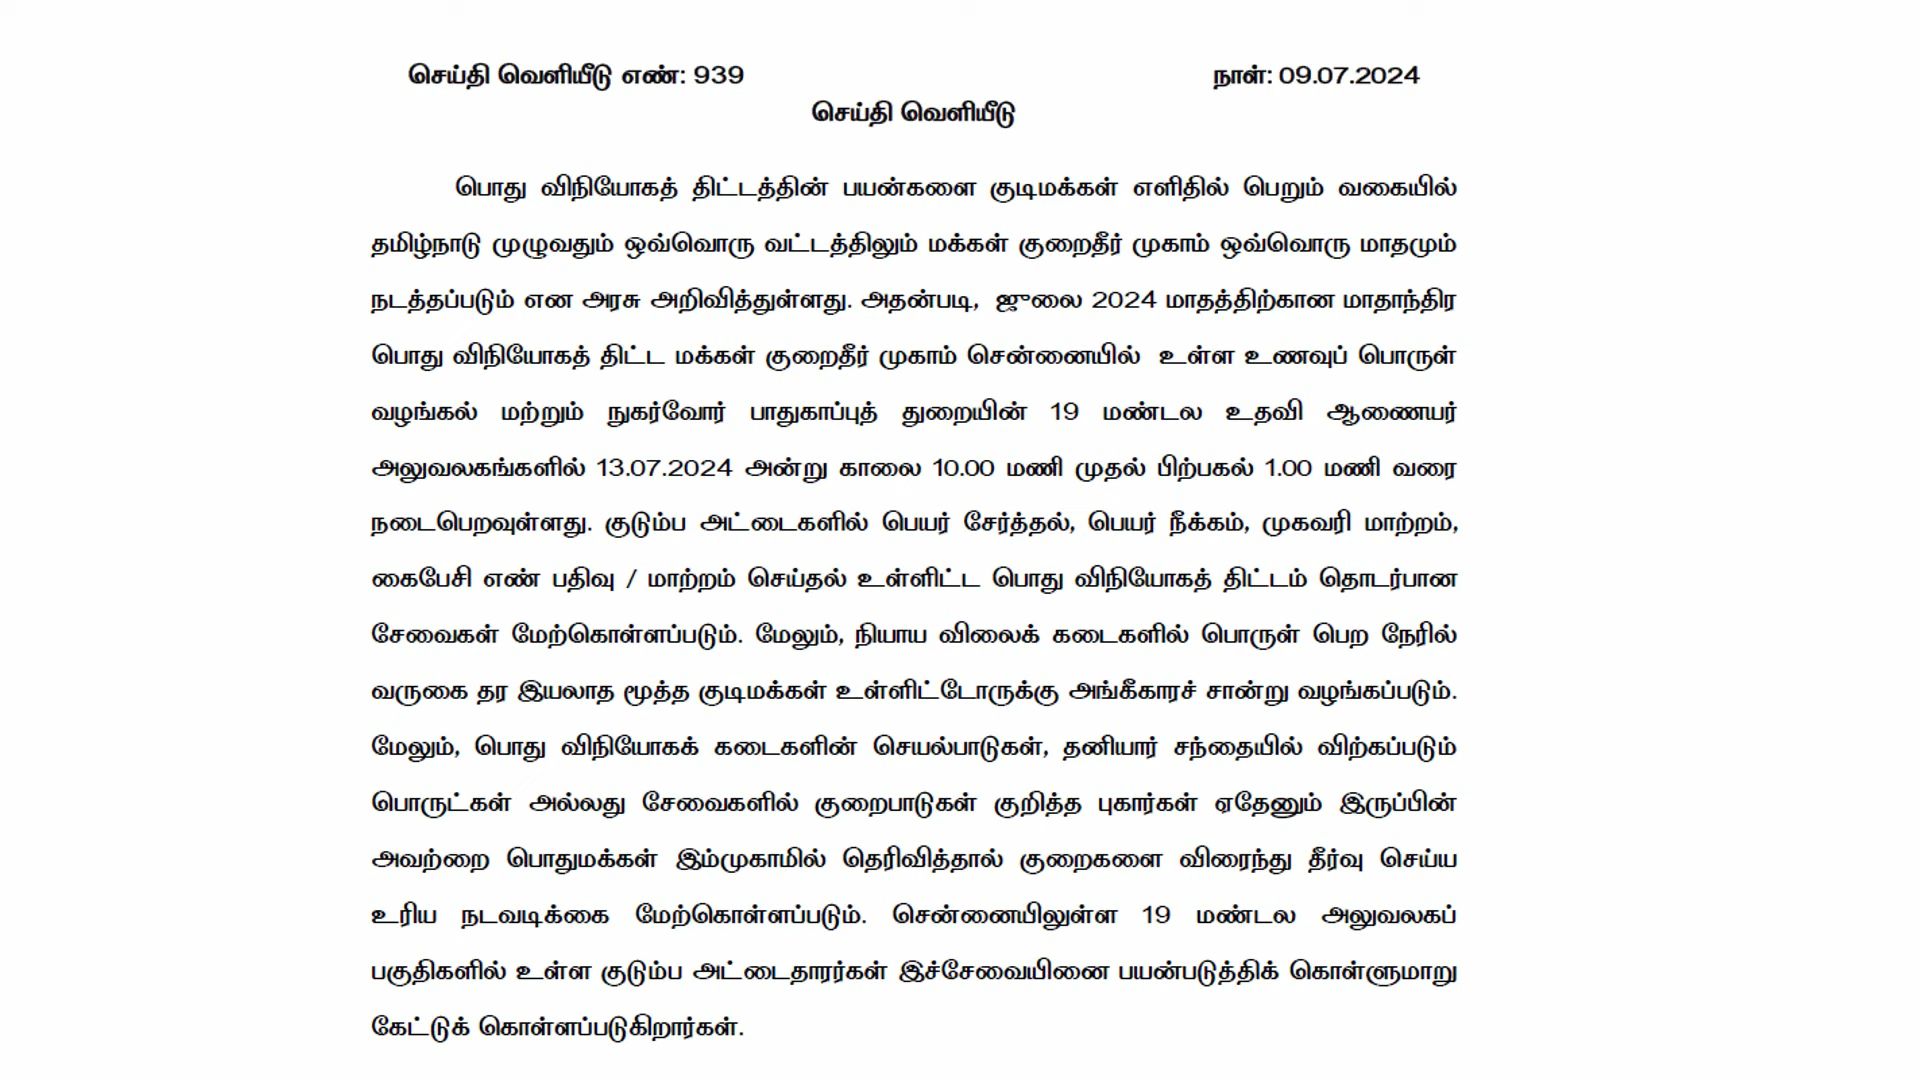 செய்தி வெளியீடு எண்: 939 நாள்: 09.07.2024
செய்தி வெளியீடு
பொது விநியோகத் திட்டத்தின் பயன்களை குடிமக்கள் எளிதில் பெறும் வகையில்
தமிழ்நாடு முழுவதும் ஒவ்வொரு வட்டத்திலும் மக்கள் குறைதீர் முகாம் ஒவ்வொரு மாதமும்
நடத்தப்படும் என அரசு அறிவித்துள்ளது. அதன்படி, ஜுலை 2024 மாதத்திற்கான மாதாந்திர
பொது விநியோகத் திட்ட மக்கள் குறைதீர் முகாம் சென்னையில் உள்ள உணவுப் பொருள்
வழங்கல் மற்றும் நுகர்வோர் பாதுகாப்புத் துறையின் 19 மண்டல உதவி ஆணையர்
அலுவலகங்களில் 13.07.2024 அன்று காலை 10.00 மணி முதல் பிற்பகல் 1.00 மணி வரை
நடைபெறவுள்ளது. குடும்ப அட்டைகளில் பெயர் சேர்த்தல், பெயர் நீக்கம், முகவரி மாற்றம்,
கைபேசி எண் பதிவு / மாற்றம் செய்தல் உள்ளிட்ட பொது விநியோகத் திட்டம் தொடர்பான
சேவைகள் மேற்கொள்ளப்படும். மேலும், நியாய விலைக் கடைகளில் பொருள் பெற நேரில்
வருகை தர இயலாத மூத்த குடிமக்கள் உள்ளிட்டோருக்கு அங்கீகாரச் சான்று வழங்கப்படும்.
மேலும், பொது விநியோகக் கடைகளின் செயல்பாடுகள், தனியார் சந்தையில் விற்கப்படும்
பொருட்கள் அல்லது சேவைகளில் குறைபாடுகள் குறித்த புகார்கள் ஏதேனும் இருப்பின்
அவற்றை பொதுமக்கள் இம்முகாமில் தெரிவித்தால் குறைகளை விரைந்து தீர்வு செய்ய
உரிய நடவடிக்கை மேற்கொள்ளப்படும். சென்னையிலுள்ள 19 மண்டல அலுவலகப்
பகுதிகளில் உள்ள குடும்ப அட்டைதாரர்கள் இச்சேவையினை பயன்படுத்திக் கொள்ளுமாறு
கேட்டுக் கொள்ளப்படுகிறார்கள்.